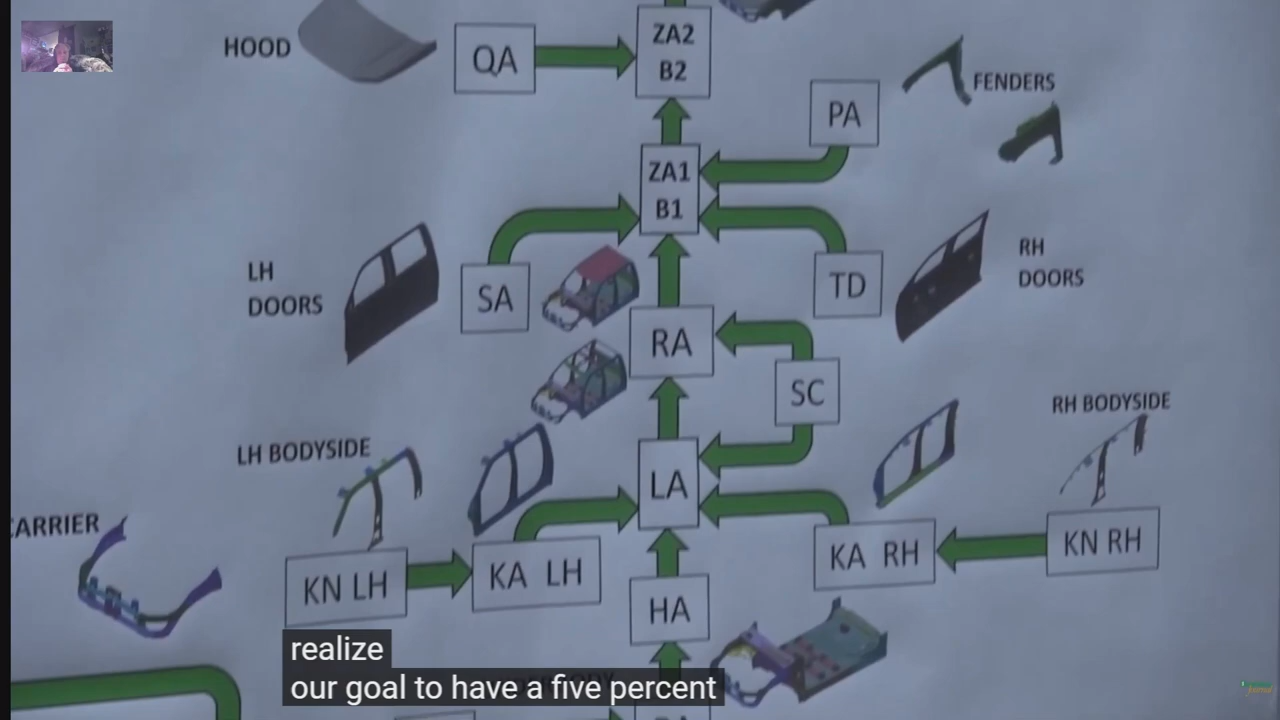 HOOD
QA
ZA2
B2
PA
FENDERS
ZA1
B1
LH
DOORS
SA
TD
RH
DOORS
RA
SC
RH BODYSIDE
LH BODYSIDE
LA
KN LH
KA LH
KA RH
KN RH
HA
realize
our goal to have a five percent